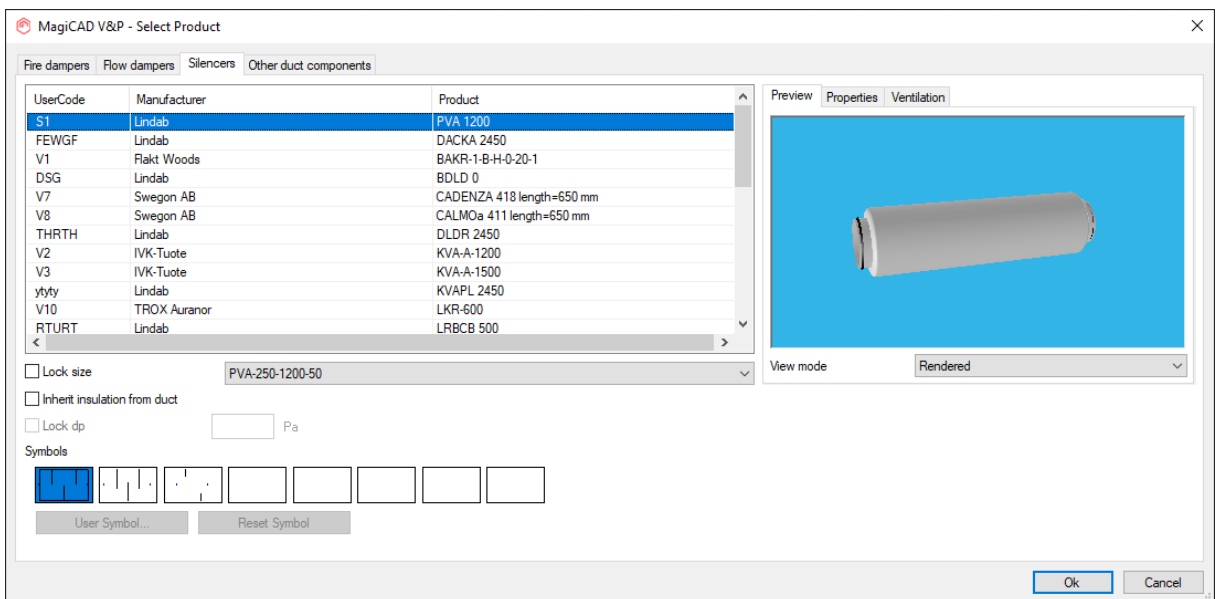 MagiCAD V&P - Select Product
Fire dampers Flow dampers Silencers Other duct components
UserCode Manufacturer Product
S1 Lindab PVA 1200
FEWGF Lindab DACKA 2450
V1 Flakt Woods BAKR-1-B-H-0-20-1
DSG Lindab BDLD 0
V7 Swegon AB CADENZA 418 length=650 mm
V8 Swegon AB CALMOa 411 length=650 mm
THRTH Lindab DLDR 2450
V2 IVK-Tuote KVA-A-1200
V3 IVK-Tuote KVA-A-1500
ytyty Lindab KVAPL 2450
V10 TROX Auranor LKR-600
RTURT Lindab LRBCB 500
Preview Properties Ventilation
View mode Rendered
Lock size PVA-250-1200-50
Inherit insulation from duct
Lock dp Pa
Symbols
User Symbol... Reset Symbol
Ok Cancel